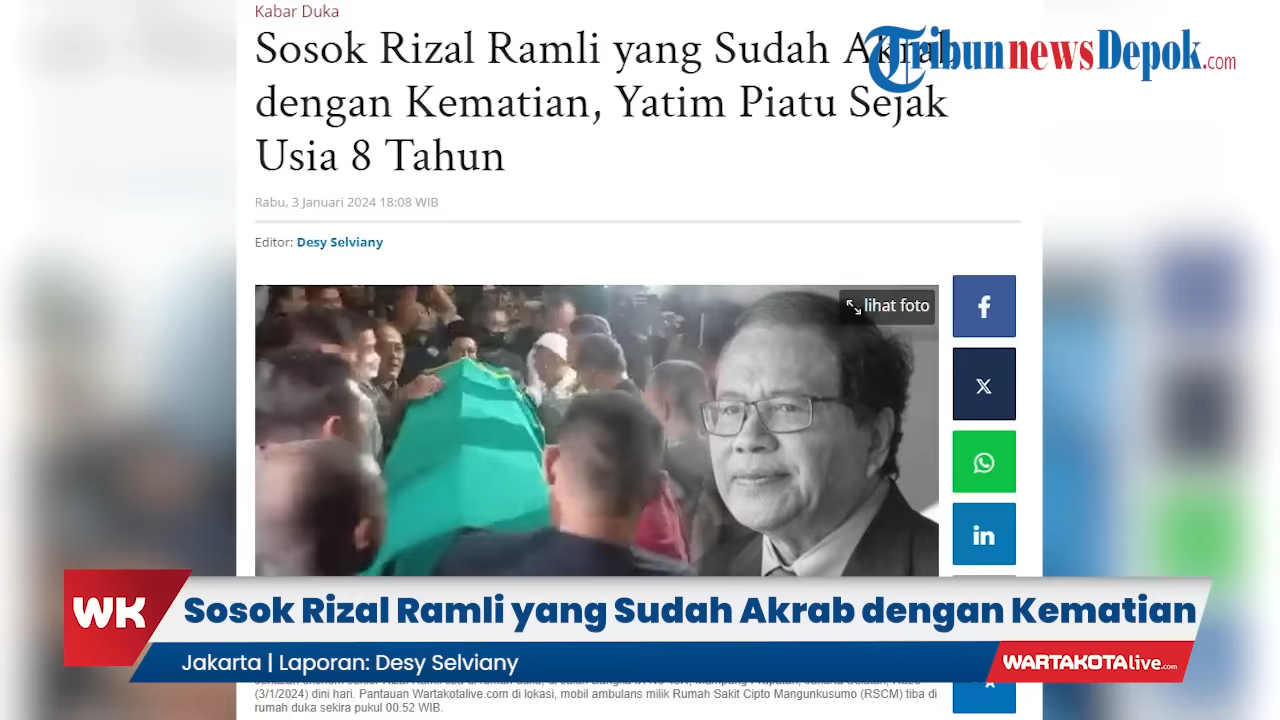 Kabar Duka
Sosok Rizal Ramli yang Sudah Akrab
dengan Kematian, Yatim Piatu Sejak
Usia 8 Tahun
TribunnewsDepok.com
Rabu, 3 Januari 2024 18:08 WIB
Editor: Desy Selviany
lihat foto
WK
Sosok Rizal Ramli yang Sudah Akrab dengan Kematian
Jakarta | Laporan: Desy Selviany
WARTAKOTAlive.com
(3/1/2024) dini hari. Pantauan Wartakotalive.com di lokasi, mobil ambulans milik Rumah Sakit Cipto Mangunkusumo (RSCM) tiba di
rumah duka sekira pukul 00.52 WIB.